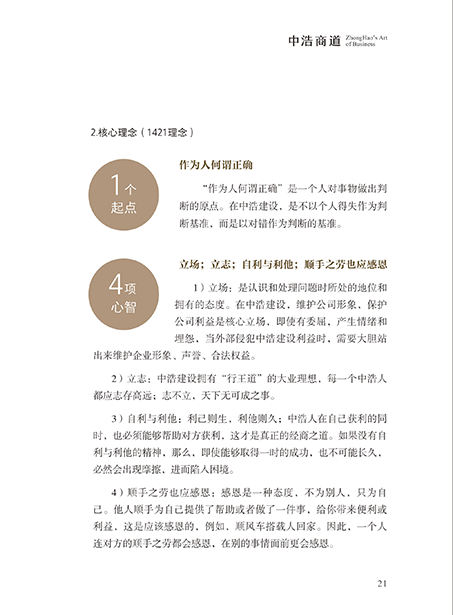 中浩商道
ZhongHao's Art
of Business
2.核心理念（1421理念）
1个
起点
作为人何谓正确
“作为人何谓正确”是一个人对事物做出判
断的原点。在中浩建设，是不以个人得失作为判
断基准，而是以对错作为判断的基准。
4项
心智
立场；立志；自利与利他；顺手之劳也应感恩
1）立场：是认识和处理问题时所处的地位和
拥有的态度。在中浩建设，维护公司形象，保护
公司利益是核心立场，即使有委屈，产生情绪和
埋怨，当外部侵犯中浩建设利益时，需要大胆站
出来维护企业形象、声誉、合法权益。
2）立志：中浩建设拥有“行王道”的大业理想，每一个中浩人
都应志存高远；志不立，天下无可成之事。
3）自利与利他：利己则生，利他则久；中浩人在自己获利的同
时，也必须能够帮助对方获利，这才是真正的经商之道。如果没有自
利与利他的精神，那么，即使能够取得一时的成功，也不可能长久，
必然会出现摩擦，进而陷入困境。
4）顺手之劳也应感恩：感恩是一种态度，不为别人，只为自
己。他人顺手为自己提供了帮助或者做了一件事，给你带来便利或
利益，这是应该感恩的，例如，顺风车搭载人回家。因此，一个人
连对方的顺手之劳都会感恩，在别的事情面前更会感恩。
21